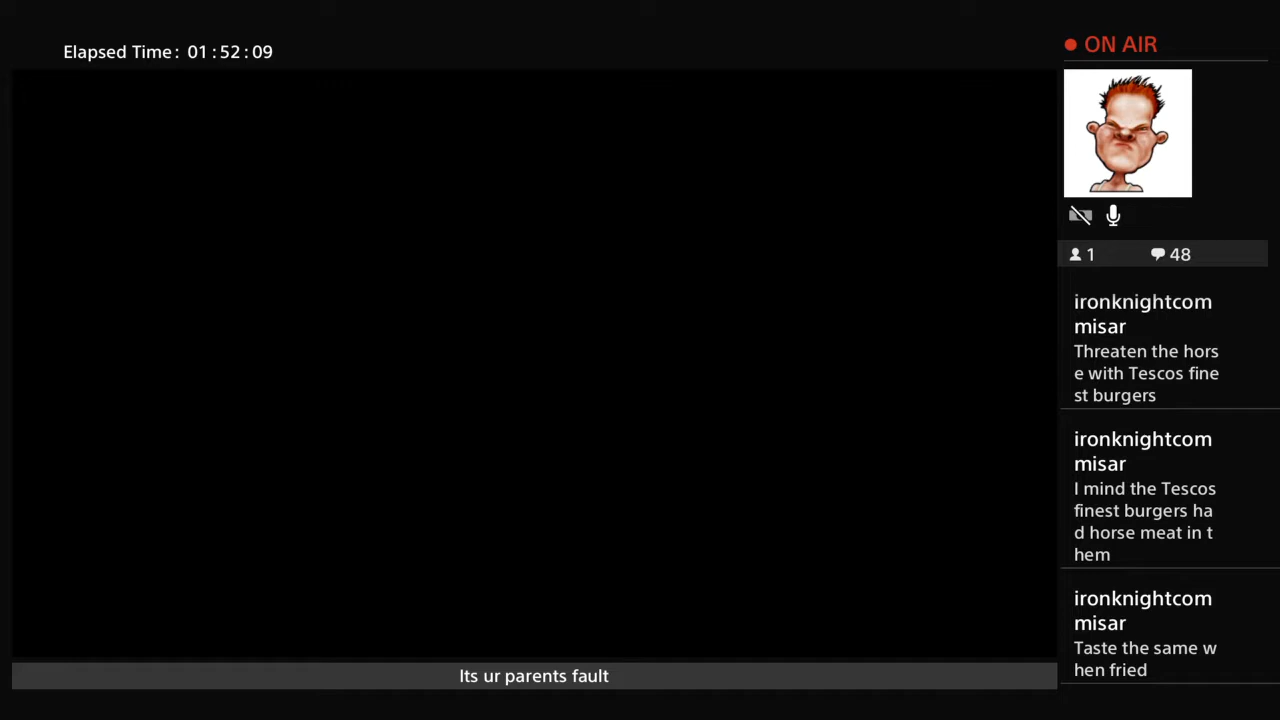 Elapsed Time: 01:52:09
ON AIR
1 48
ironknightcom
misar
Threaten the hors
e with Tescos fine
st burgers
ironknightcom
misar
I mind the Tescos
finest burgers ha
d horse meat in t
hem
ironknightcom
misar
Taste the same w
hen fried
Its ur parents fault